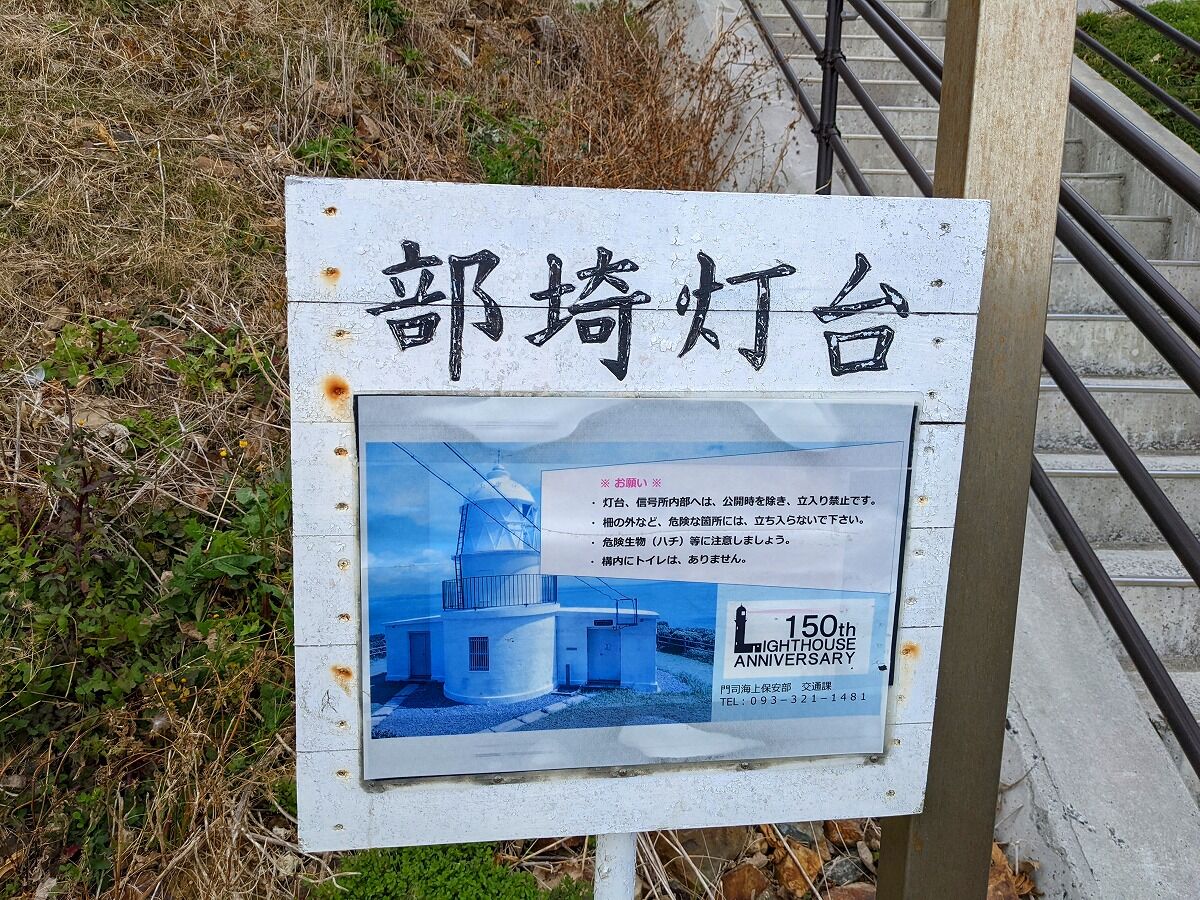 部埼灯台
※ お願い ※
・ 灯台、信号所内部へは、公開時を除き、立入り禁止です。
・ 柵の外など、危険な箇所には、立ち入らないで下さい。
・ 危険生物（ハチ）等に注意しましょう。
・ 構内にトイレは、ありません。
150th
LIGHTHOUSE
ANNIVERSARY
門司海上保安部　交通課
TEL：０９３－３２１－１４８１